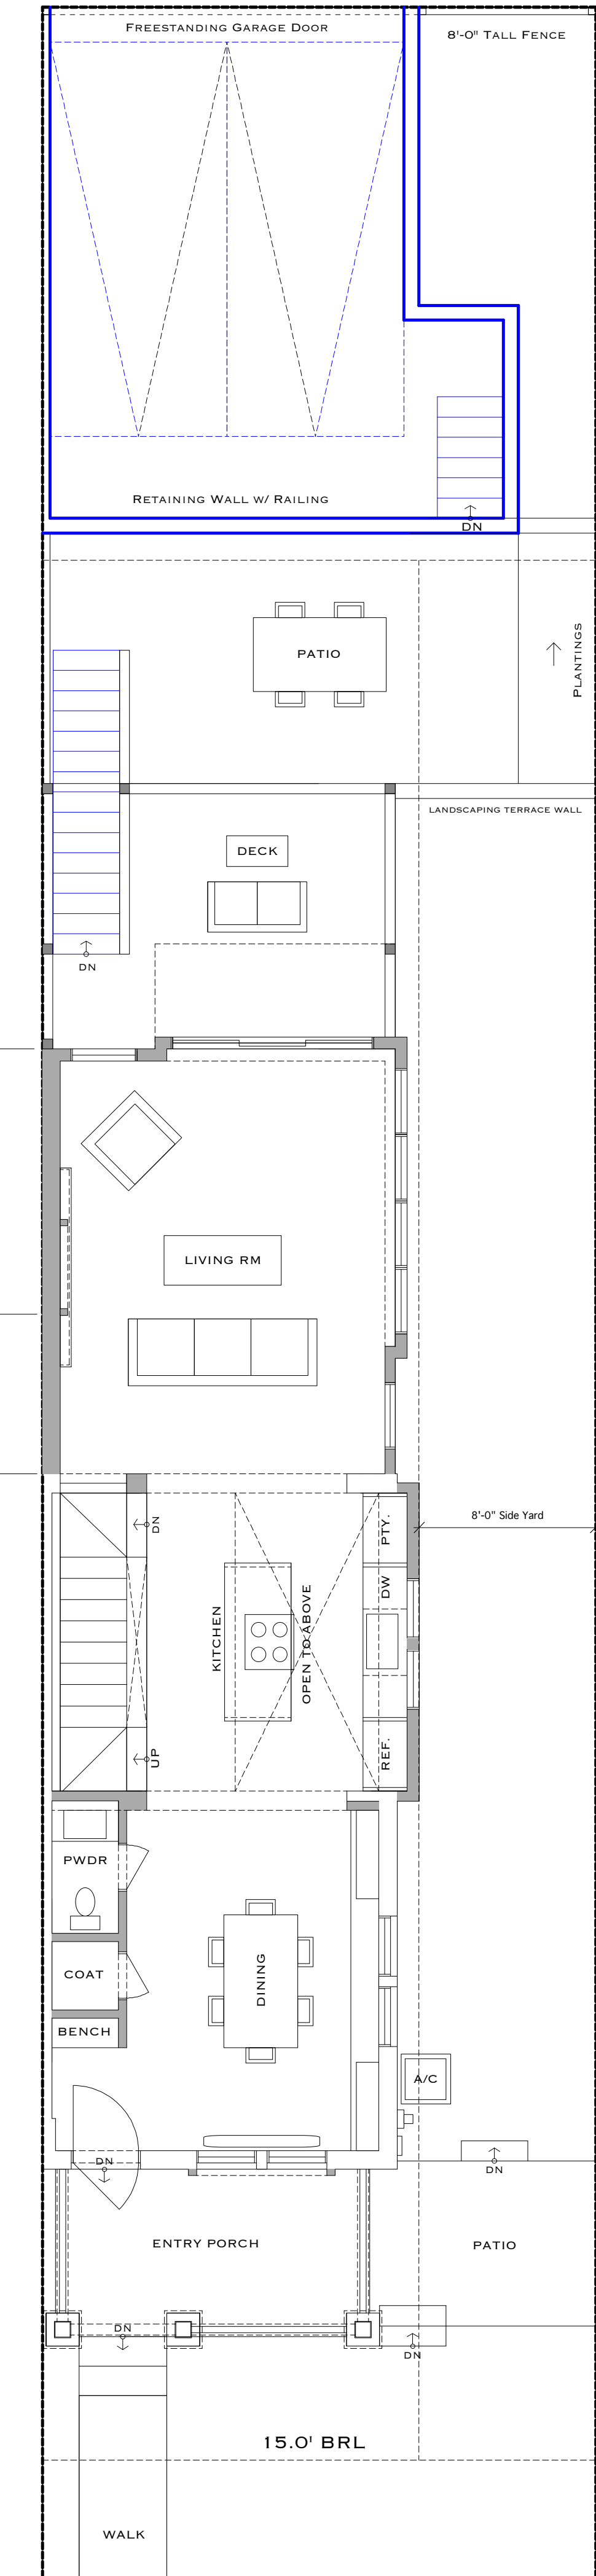 FREESTANDING GARAGE DOOR
8'-0" TALL FENCE
RETAINING WALL W/ RAILING
DN
PATIO
PLANTINGS
LANDSCAPING TERRACE WALL
DECK
DN
LIVING RM
8'-0" Side Yard
DN
PTY.
DW
KITCHEN
OPEN TO ABOVE
UP
REF.
PWDR
COAT
DINING
BENCH
A/C
DN
DN
ENTRY PORCH
PATIO
DN
DN
15.0' BRL
WALK